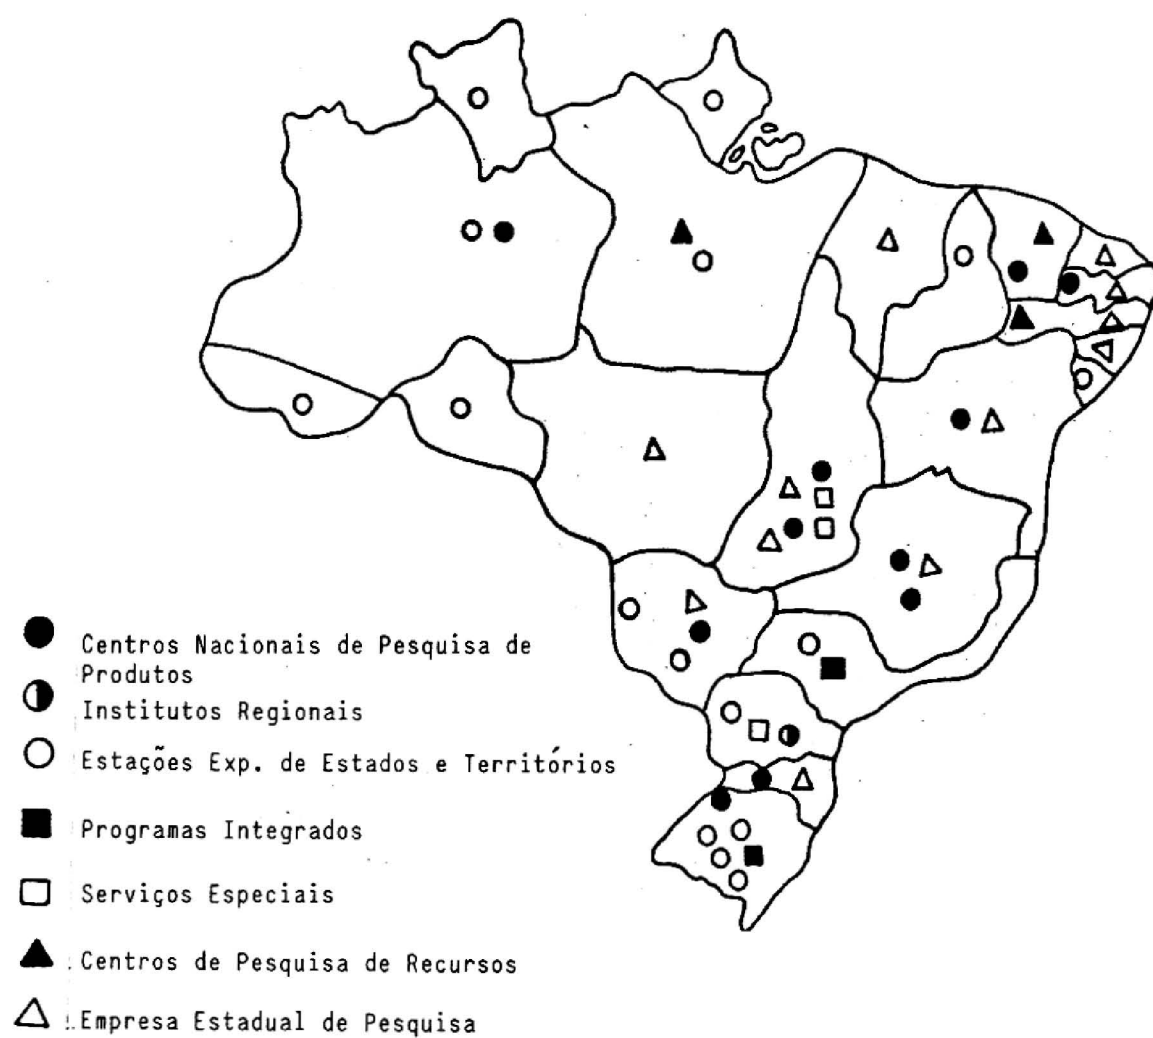 Centros Nacionais de Pesquisa de
Produtos
Institutos Regionais
Estações Exp. de Estados e Territórios
Programas Integrados
Serviços Especiais
Centros de Pesquisa de Recursos
Empresa Estadual de Pesquisa